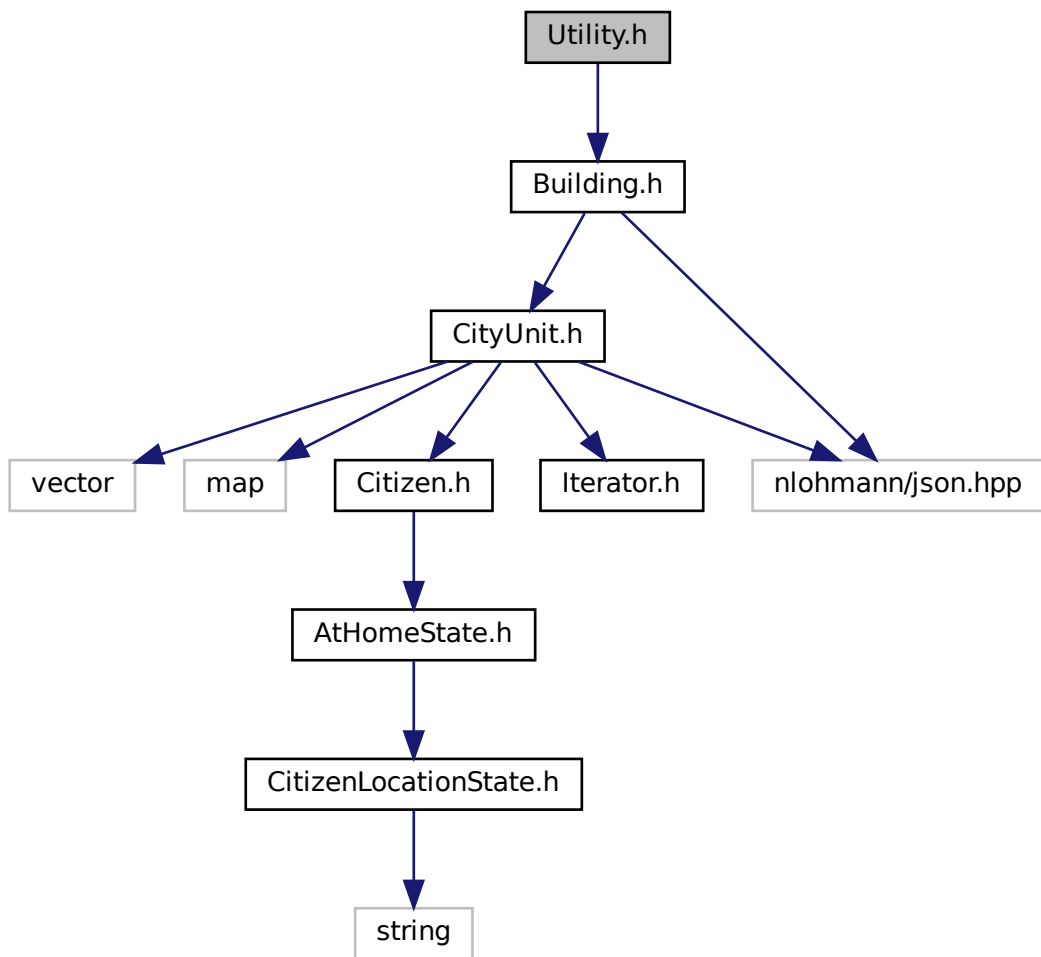 Utility.h
Building.h
CityUnit.h
vector
map
Citizen.h
Iterator.h
nlohmann/json.hpp
AtHomeState.h
CitizenLocationState.h
string